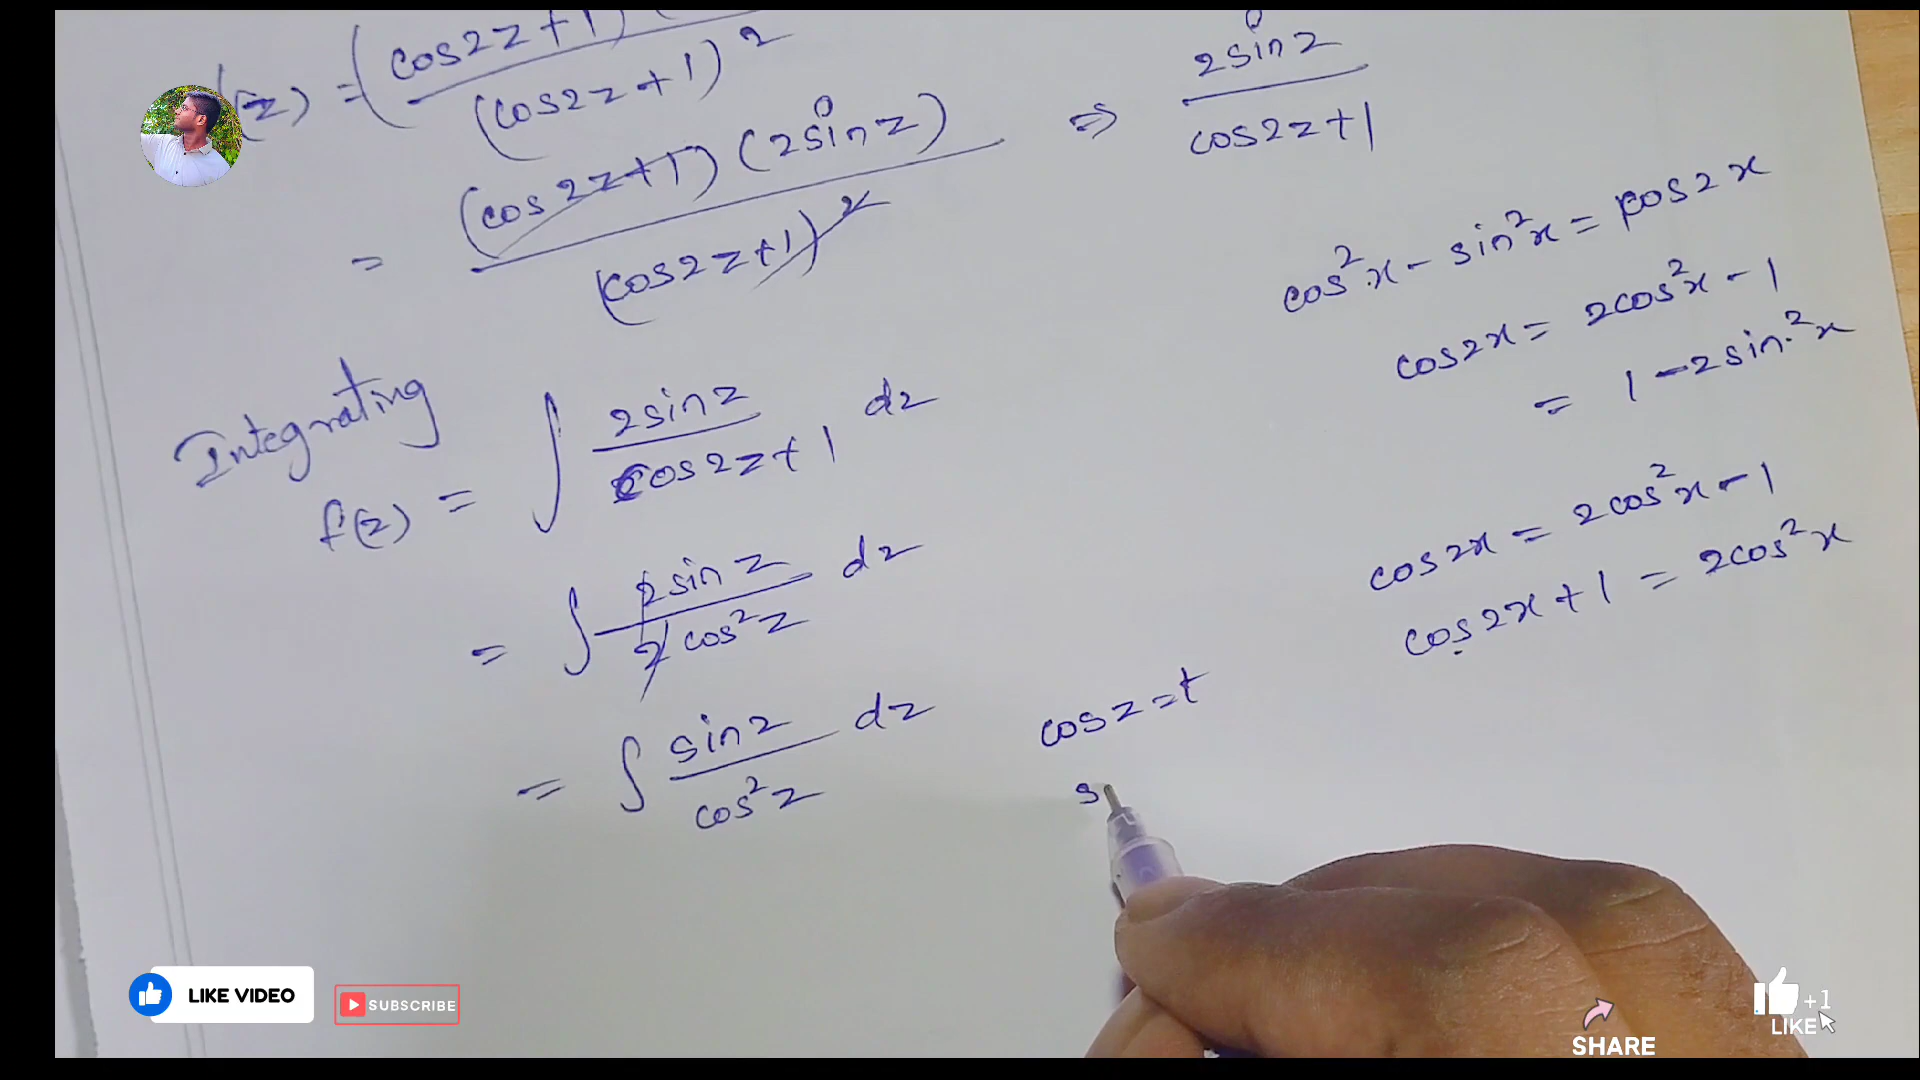 f'(z) = (cos2z+1)
(cos2z+1)²
= (cos2z+1) (2sinz)
(cos2z+1)²
⇒ 2sinz
cos2z+1
cos²x - sin²x = cos2x
cos2x = 2cos²x - 1
= 1 - 2sin²x
Integrating
f(z) = ∫ 2sinz dz
cos2z+1
= ∫ 2sinz dz
2cos²z
cos2x = 2cos²x - 1
cos2x+1 = 2cos²x
= ∫ sinz dz
cos²z
cosz = t
s
LIKE VIDEO
SUBSCRIBE
SHARE
+1
LIKE